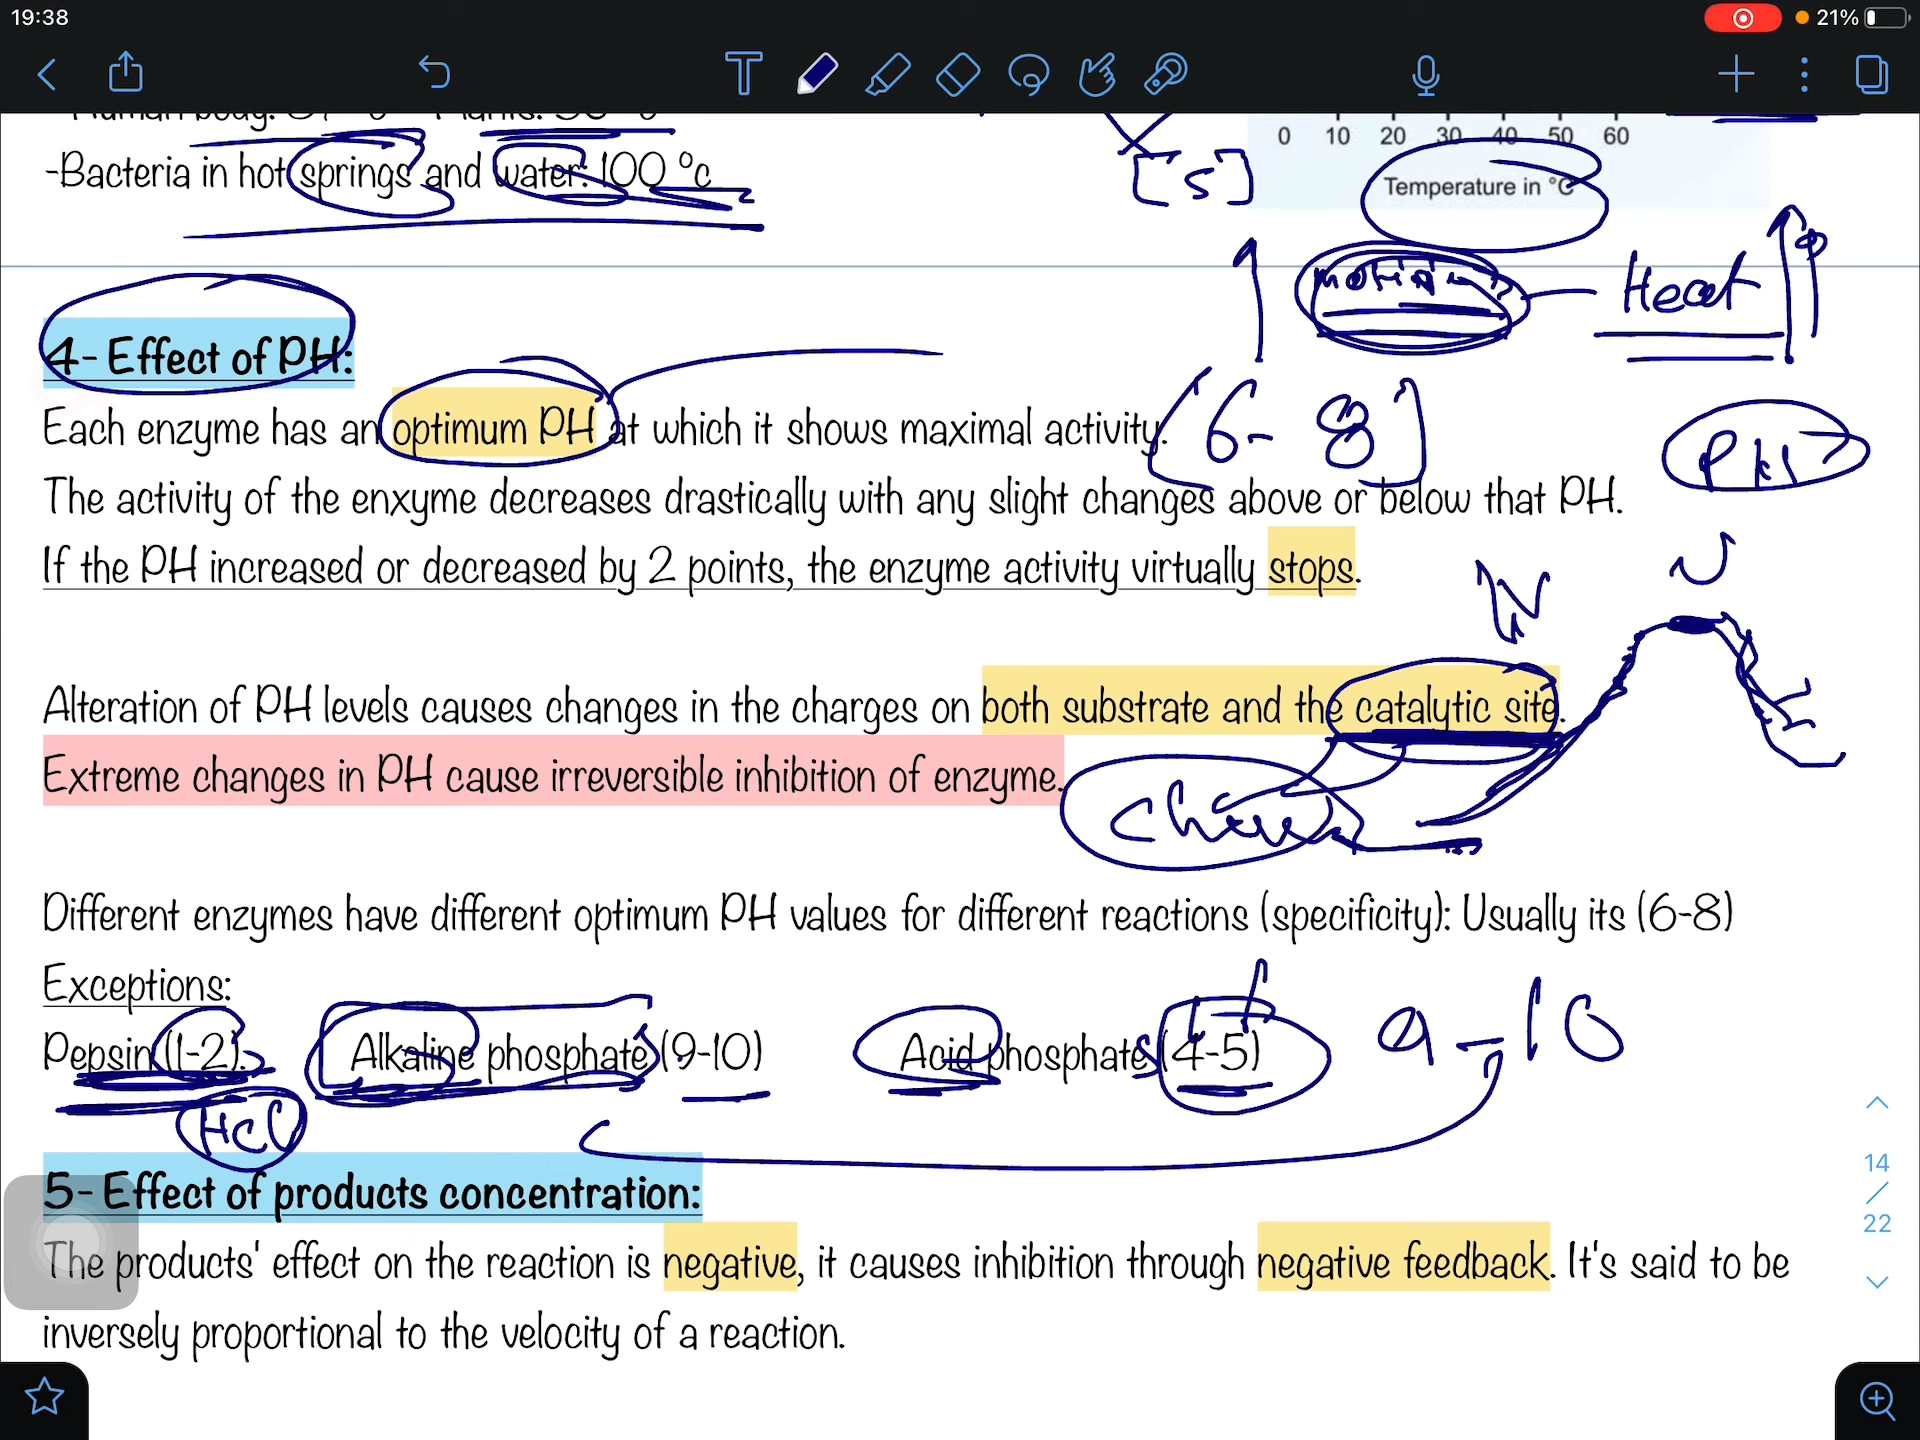 19:38
21%
-Bacteria in hot springs and water: 100 °c
[S]
0 10 20 30 40 50 60
Temperature in °C
Heat
4- Effect of PH:
Each enzyme has an optimum PH at which it shows maximal activity.
(6- 8]
The activity of the enxyme decreases drastically with any slight changes above or below that PH.
If the PH increased or decreased by 2 points, the enzyme activity virtually stops.
Alteration of PH levels causes changes in the charges on both substrate and the catalytic site.
Extreme changes in PH cause irreversible inhibition of enzyme.
Different enzymes have different optimum PH values for different reactions (specificity): Usually its (6-8)
Exceptions:
Pepsin (1-2). Alkaline phosphate (9-10) Acid phosphate (4-5) 9-10
HCl
5- Effect of products concentration:
The products' effect on the reaction is negative, it causes inhibition through negative feedback. It's said to be
inversely proportional to the velocity of a reaction.
14
/
22